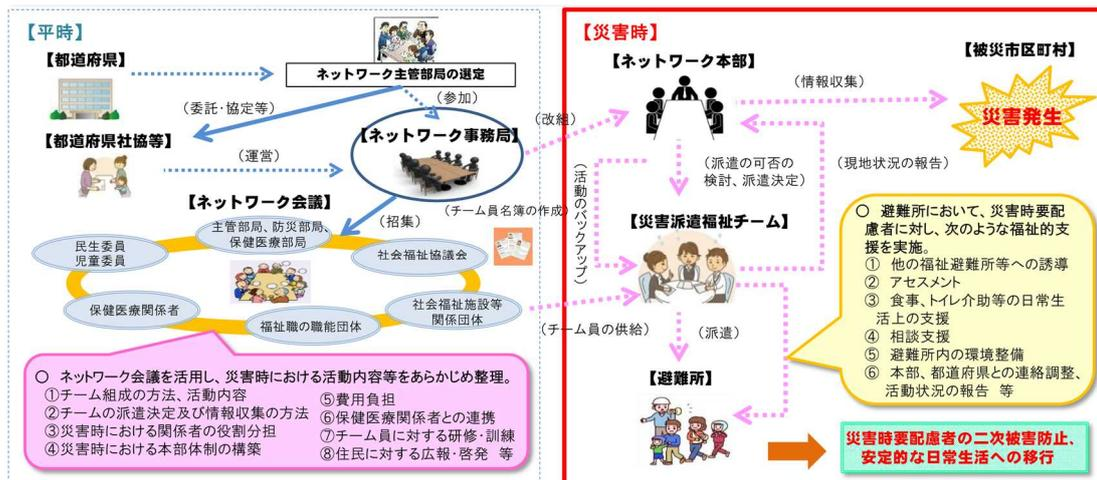 【平時】
【都道府県】
ネットワーク主管部局の選定
(委託・協定等)
(参加)
【都道府県社協等】
【ネットワーク事務局】
(運営)
(改組)
【ネットワーク会議】
(招集)
(チーム員名簿の作成)
主管部局、防災部局、
保健医療部局
民生委員
児童委員
社会福祉協議会
保健医療関係者
福祉職の職能団体
社会福祉施設等
関係団体
(チーム員の供給)
○ ネットワーク会議を活用し、災害時における活動内容等をあらかじめ整理。
①チーム組成の方法、活動内容
②チームの派遣決定及び情報収集の方法
③災害時における関係者の役割分担
④災害時における本部体制の構築
⑤費用負担
⑥保健医療関係者との連携
⑦チーム員に対する研修・訓練
⑧住民に対する広報・啓発 等
【災害時】
【ネットワーク本部】
【被災市区町村】
(情報収集)
災害発生
(活動のバックアップ)
(派遣の可否の
検討、派遣決定)
(現地状況の報告)
【災害派遣福祉チーム】
(派遣)
【避難所】
○ 避難所において、災害時要配
慮者に対し、次のような福祉的支
援を実施。
① 他の福祉避難所等への誘導
② アセスメント
③ 食事、トイレ介助等の日常生
活上の支援
④ 相談支援
⑤ 避難所内の環境整備
⑥ 本部、都道府県との連絡調整、
活動状況の報告 等
災害時要配慮者の二次被害防止、
安定的な日常生活への移行